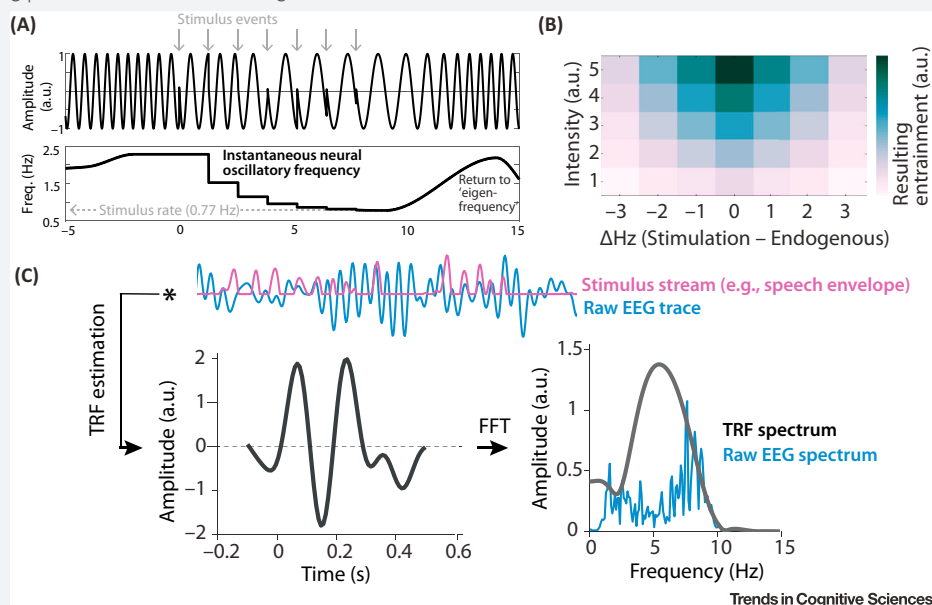 (A)
Stimulus events
Amplitude
(a.u.)
1
−1
Freq. (Hz)
2.5
1.5
0.5
Instantaneous neural
oscillatory frequency
Return to
'eigen-
frequency'
Stimulus rate (0.77 Hz)
−5 0 5 10 15
(B)
Intensity (a.u.)
5
4
3
2
1
−3 −2 −1 0 1 2 3
ΔHz (Stimulation – Endogenous)
Resulting
entrainment (a.u.)
(C)
*
Stimulus stream (e.g., speech envelope)
Raw EEG trace
TRF estimation
Amplitude (a.u.)
2
1
0
−1
−2
−0.2 0 0.2 0.4 0.6
Time (s)
FFT
Amplitude (a.u.)
1.5
1
0.5
0
TRF spectrum
Raw EEG spectrum
0 5 10 15
Frequency (Hz)
Trends in Cognitive Sciences